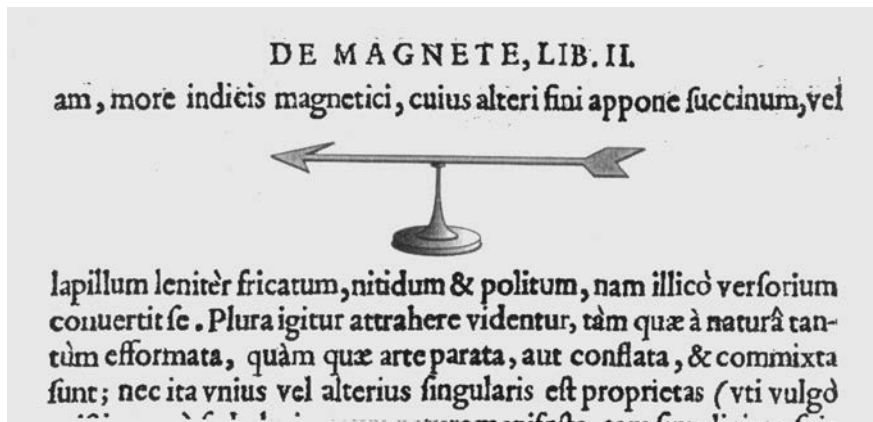 DE MAGNETE, LIB. II.
am, more indicis magnetici, cuius alteri fini appone ſuccinum, vel
lapillum lenitèr fricatum, nitidum & politum, nam illicò verſorium
conuertit ſe. Plura igitur attrahere videntur, tàm quæ à naturâ tan-
tùm efformata, quàm quæ arte parata, aut conflata, & commixta
ſunt; nec ita vnius vel alterius ſingularis eſt proprietas (vti vulgò